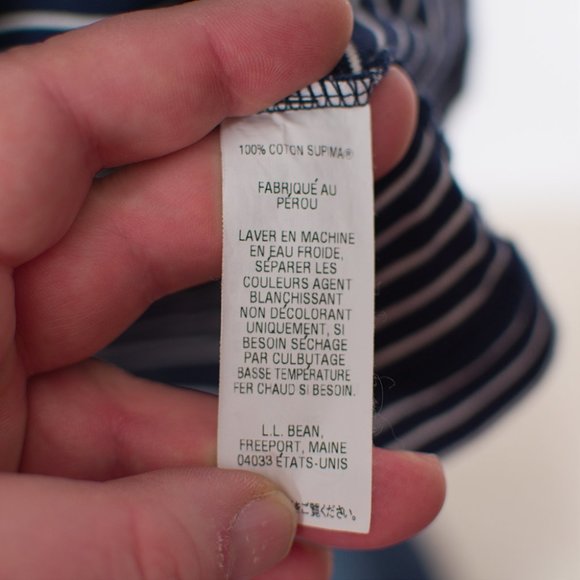 100% COTON SUPIMA®
FABRIQUÉ AU
PÉROU
LAVER EN MACHINE
EN EAU FROIDE,
SÉPARER LES
COULEURS AGENT
BLANCHISSANT
NON DÉCOLORANT
UNIQUEMENT, SI
BESOIN SÉCHAGE
PAR CULBUTAGE
BASSE TEMPÉRATURE
FER CHAUD SI BESOIN.
L.L. BEAN,
FREEPORT, MAINE
04033 ÉTATS-UNIS
をご覧ください。